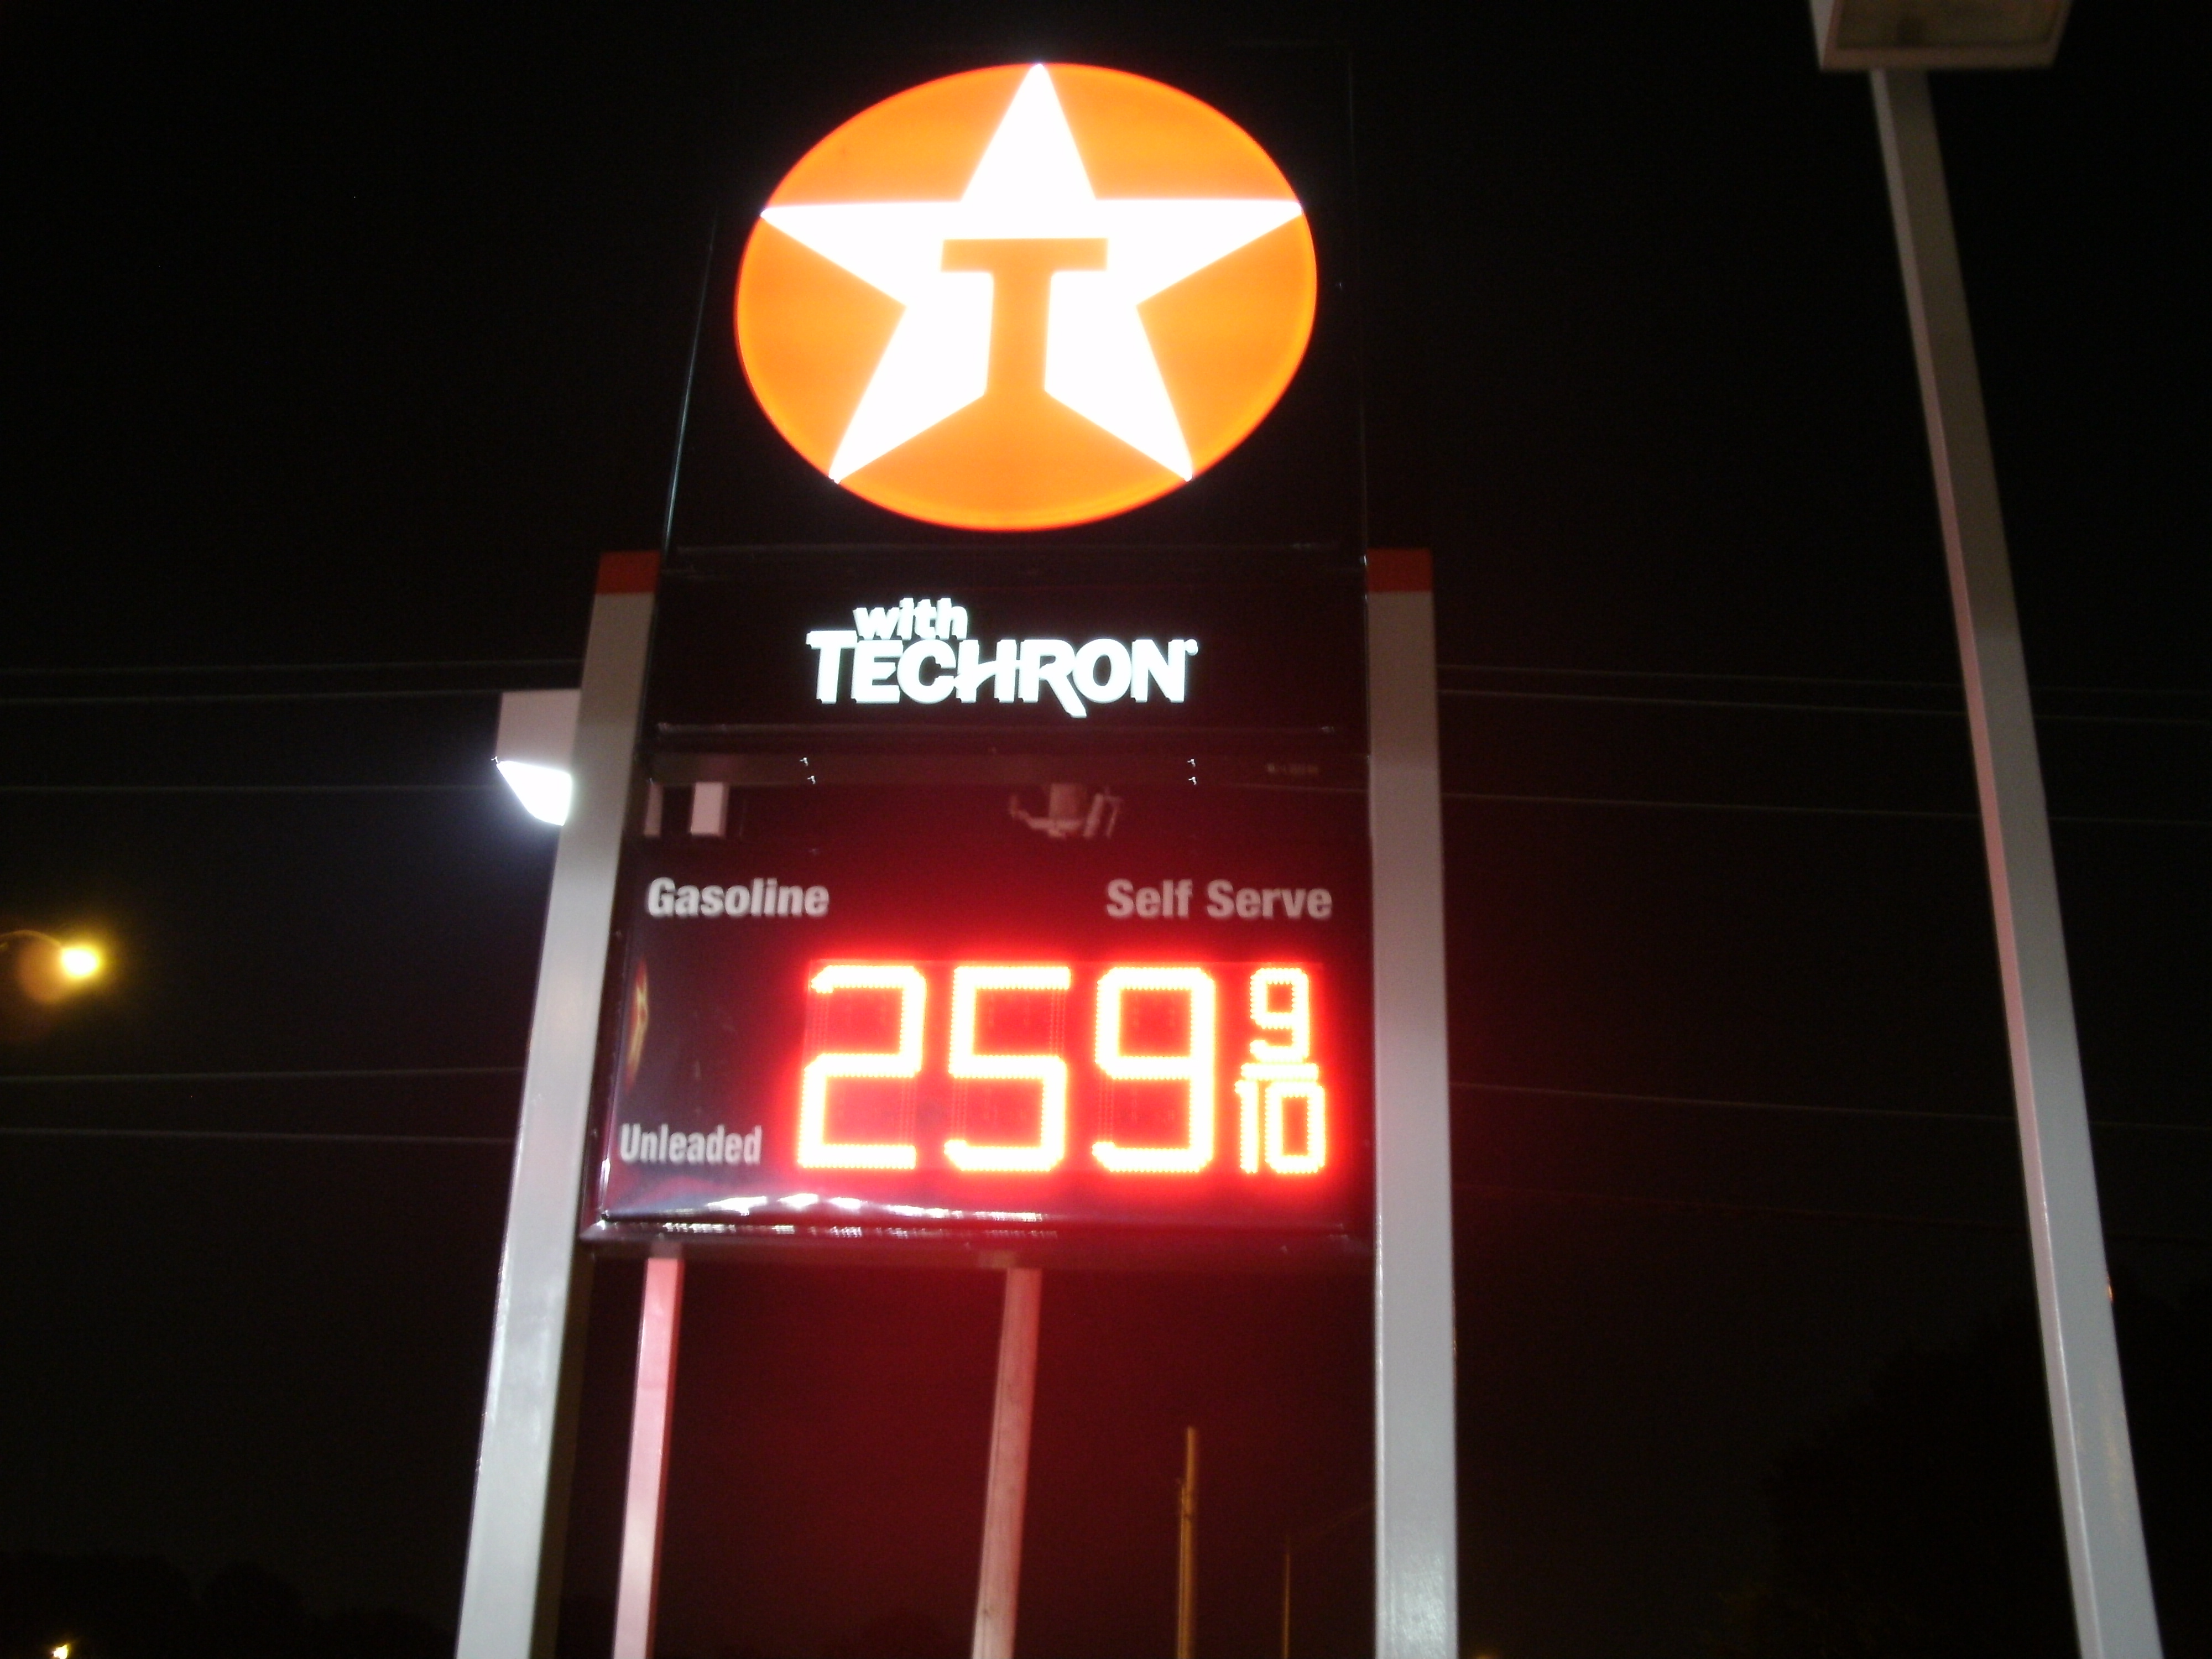 T
with
TECHRON®
Gasoline Self Serve
Unleaded 259 9/10